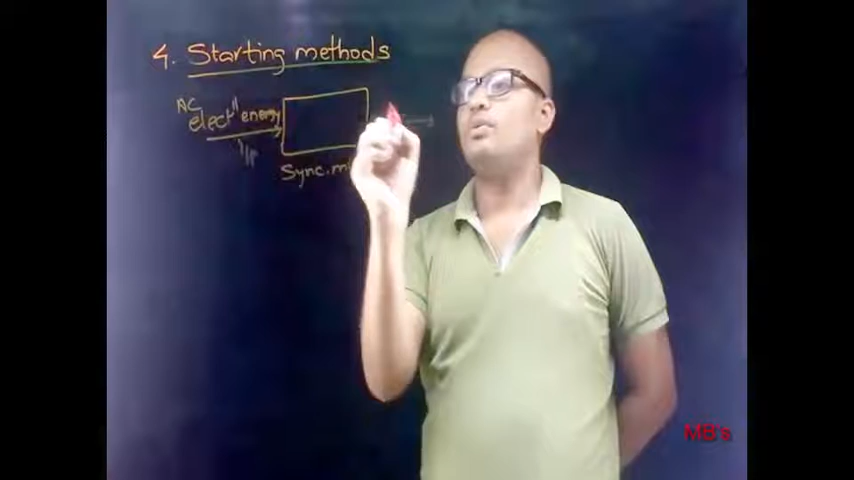 4. Starting methods
AC
elect" energy
I/P
Sync.m
MB's